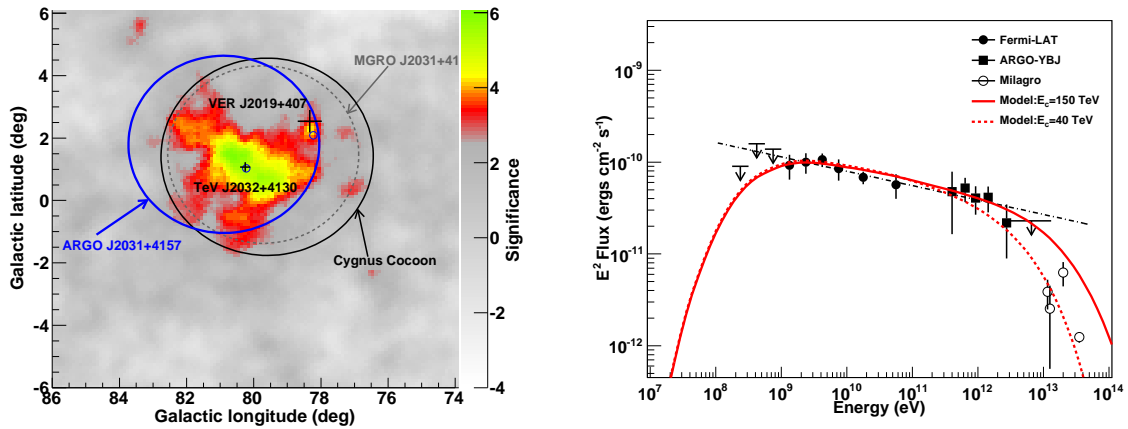 6
4
2
0
-2
-4
-6
86
84
82
80
78
76
74
Galactic latitude (deg)
Galactic longitude (deg)
MGRO J2031+41
VER J2019+407
TeV J2032+4130
ARGO J2031+4157
Cygnus Cocoon
6
4
2
0
-2
-4
Significance
E² Flux (ergs cm⁻² s⁻¹)
10⁻⁹
10⁻¹⁰
10⁻¹¹
10⁻¹²
Fermi-LAT
ARGO-YBJ
Milagro
Model:E_c=150 TeV
Model:E_c=40 TeV
10⁷
10⁸
10⁹
10¹⁰
10¹¹
10¹²
10¹³
10¹⁴
Energy (eV)